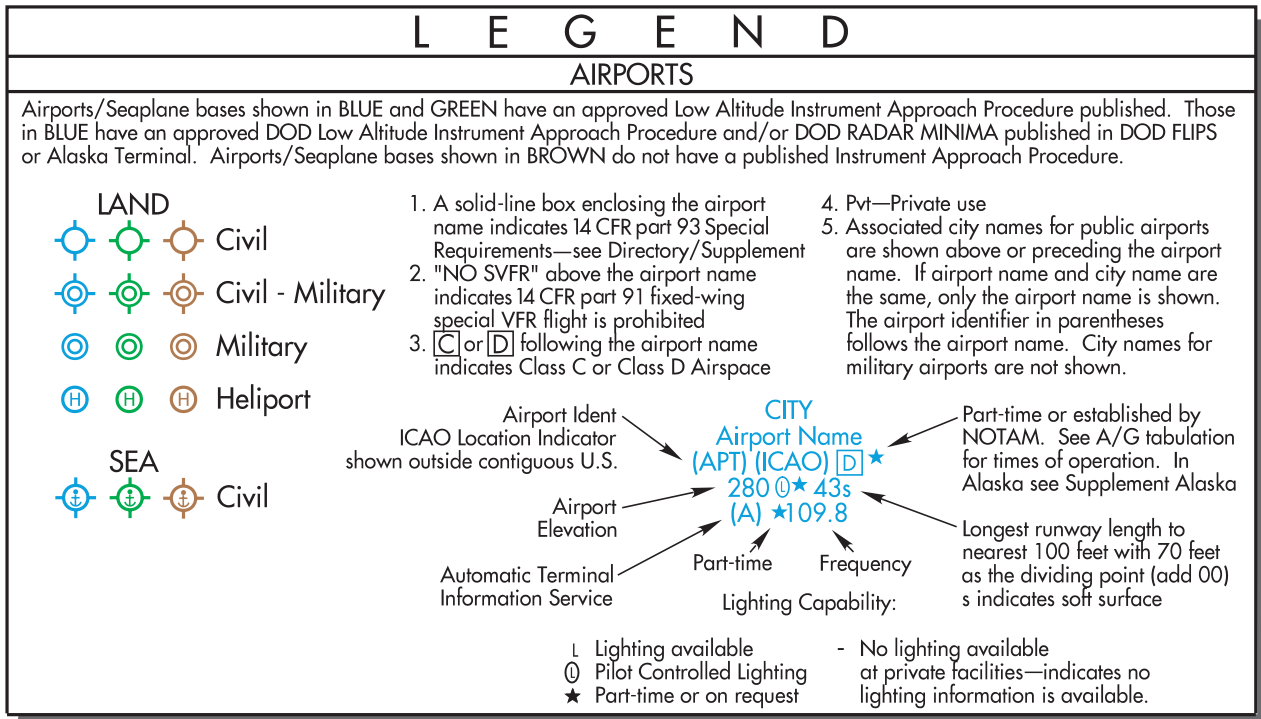 L E G E N D
AIRPORTS
Airports/Seaplane bases shown in BLUE and GREEN have an approved Low Altitude Instrument Approach Procedure published.  Those
in BLUE have an approved DOD Low Altitude Instrument Approach Procedure and/or DOD RADAR MINIMA published in DOD FLIPS
or Alaska Terminal.  Airports/Seaplane bases shown in BROWN do not have a published Instrument Approach Procedure.
LAND
Civil
Civil - Military
Military
H H H Heliport
SEA
Civil
1. A solid-line box enclosing the airport
name indicates 14 CFR part 93 Special
Requirements—see Directory/Supplement
2. "NO SVFR" above the airport name
indicates 14 CFR part 91 fixed-wing
special VFR flight is prohibited
3. C or D following the airport name
indicates Class C or Class D Airspace
4. Pvt—Private use
5. Associated city names for public airports
are shown above or preceding the airport
name.  If airport name and city name are
the same, only the airport name is shown.
The airport identifier in parentheses
follows the airport name.  City names for
military airports are not shown.
Airport Ident
ICAO Location Indicator
shown outside contiguous U.S.
Airport
Elevation
Automatic Terminal
Information Service
CITY
Airport Name
(APT) (ICAO) D ★
280 Ⓛ★ 43s
(A) ★109.8
Part-time
Frequency
Part-time or established by
NOTAM.  See A/G tabulation
for times of operation.  In
Alaska see Supplement Alaska
Longest runway length to
nearest 100 feet with 70 feet
as the dividing point (add 00)
s indicates soft surface
Lighting Capability:
L Lighting available
Ⓛ Pilot Controlled Lighting
★ Part-time or on request
- No lighting available
at private facilities—indicates no
lighting information is available.